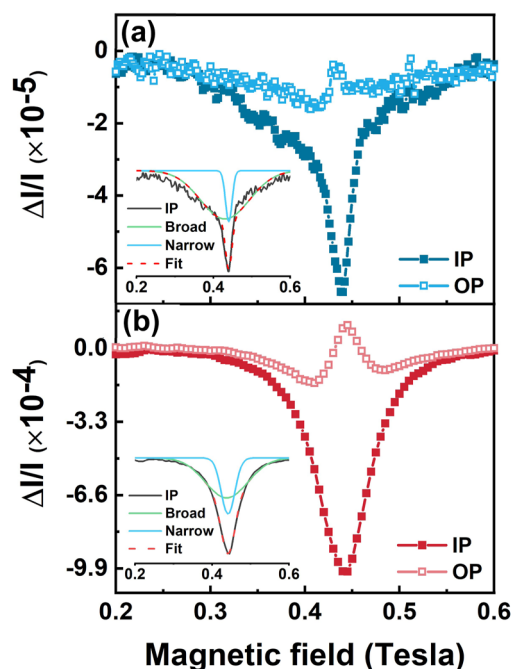 (a)
0
-2
-4
-6
ΔI/I (×10-5)
IP
Broad
Narrow
Fit
0.2 0.4 0.6
IP
OP
(b)
0.0
-3.3
-6.6
-9.9
ΔI/I (×10-4)
IP
Broad
Narrow
Fit
0.2 0.4 0.6
IP
OP
0.2 0.3 0.4 0.5 0.6
Magnetic field (Tesla)